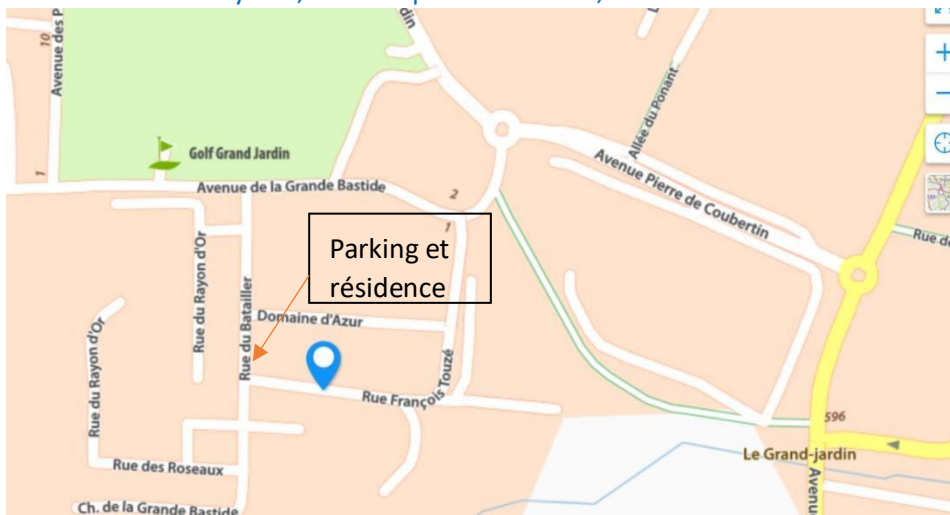 Avenue des P
10
1
Golf Grand Jardin
Avenue de la Grande Bastide
2
1
Allée du Ponant
Avenue Pierre de Coubertin
Rue de
Parking et
résidence
Rue du Rayon d'Or
Rue du Batailler
Domaine d'Azur
Rue du Rayon d'Or
Rue François Touzé
Rue des Roseaux
Ch. de la Grande Bastide
596
Le Grand-jardin
Avenu